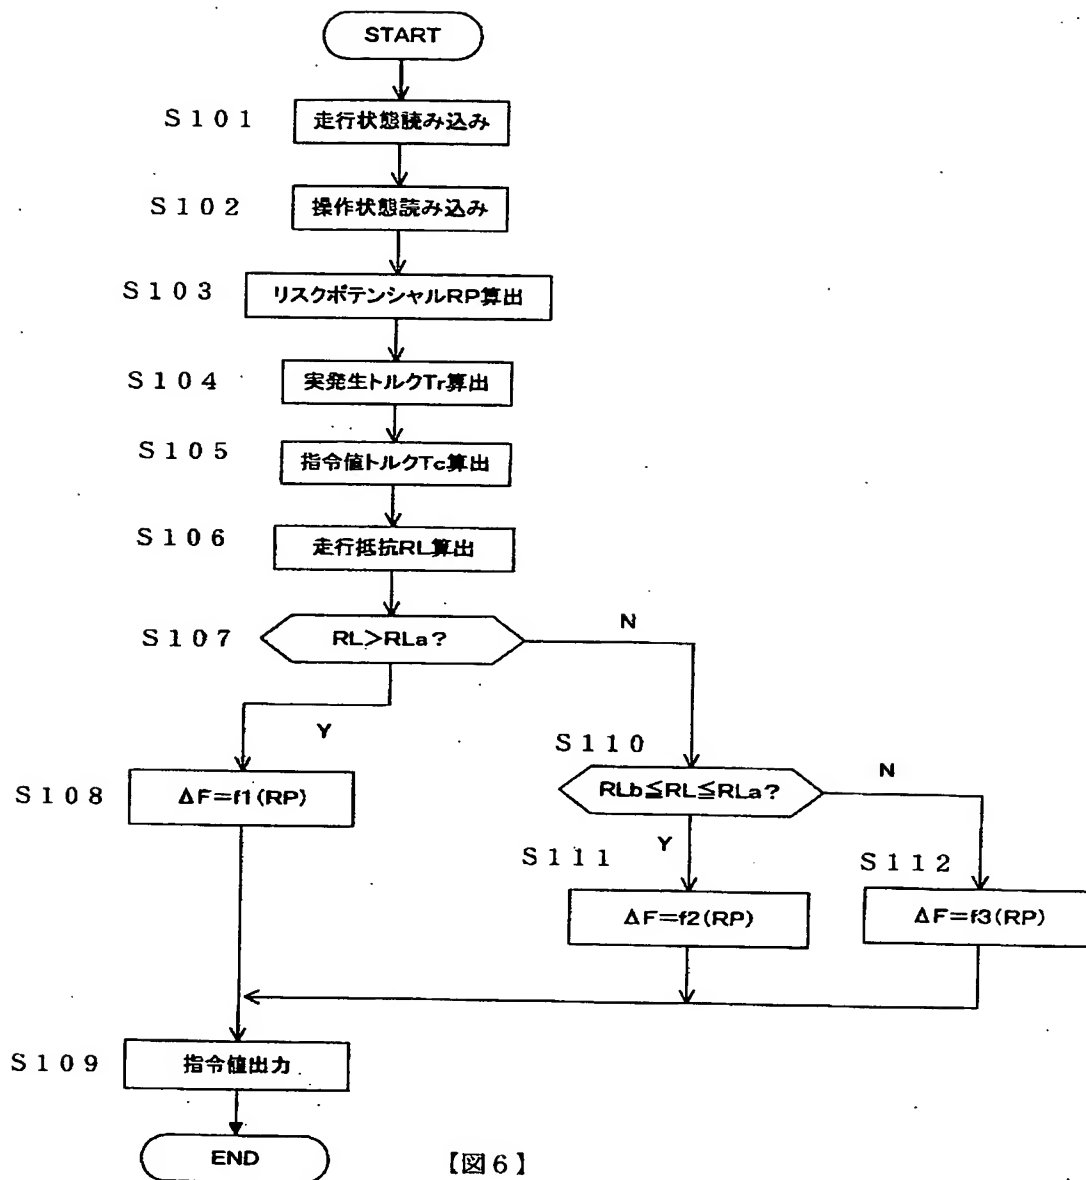 START
S101
走行状態読み込み
S102
操作状態読み込み
S103
リスクポテンシャルRP算出
S104
実発生トルクTr算出
S105
指令値トルクTc算出
S106
走行抵抗RL算出
S107
RL>RLa?
N
Y
S110
RLb≦RL≦RLa?
N
S108
ΔF=f1(RP)
Y
S111
S112
ΔF=f2(RP)
ΔF=f3(RP)
S109
指令値出力
END
【図6】